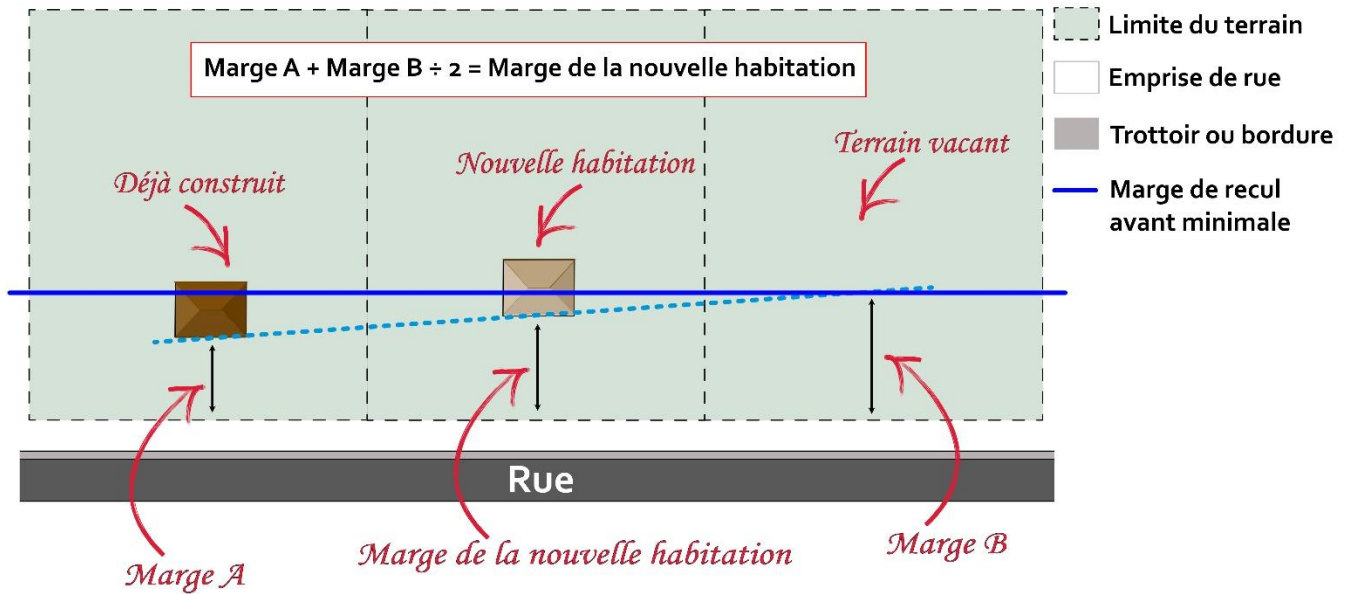 Marge A + Marge B ÷ 2 = Marge de la nouvelle habitation
Limite du terrain
Emprise de rue
Trottoir ou bordure
Marge de recul
avant minimale
Déjà construit
Nouvelle habitation
Terrain vacant
Rue
Marge A
Marge de la nouvelle habitation
Marge B